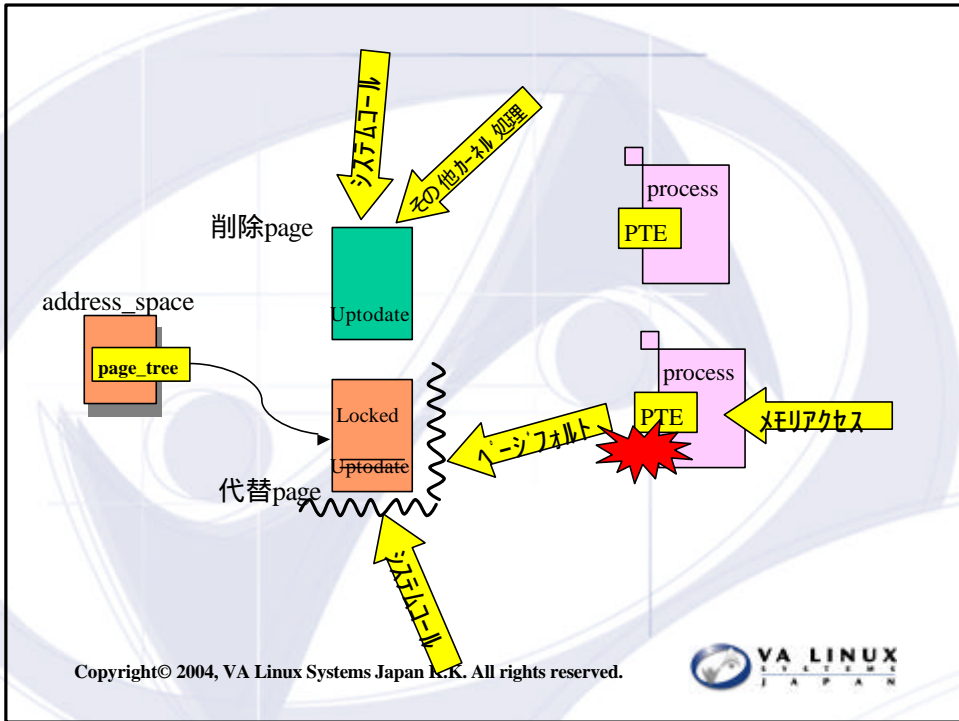 システムコール
その他カーネル処理
削除page
Uptodate
process
PTE
address_space
page_tree
Locked
Uptodate
代替page
process
PTE
メモリアクセス
ページフォルト
システムコール
Copyright© 2004, VA Linux Systems Japan K.K. All rights reserved.
VA LINUX
SYSTEMS
JAPAN